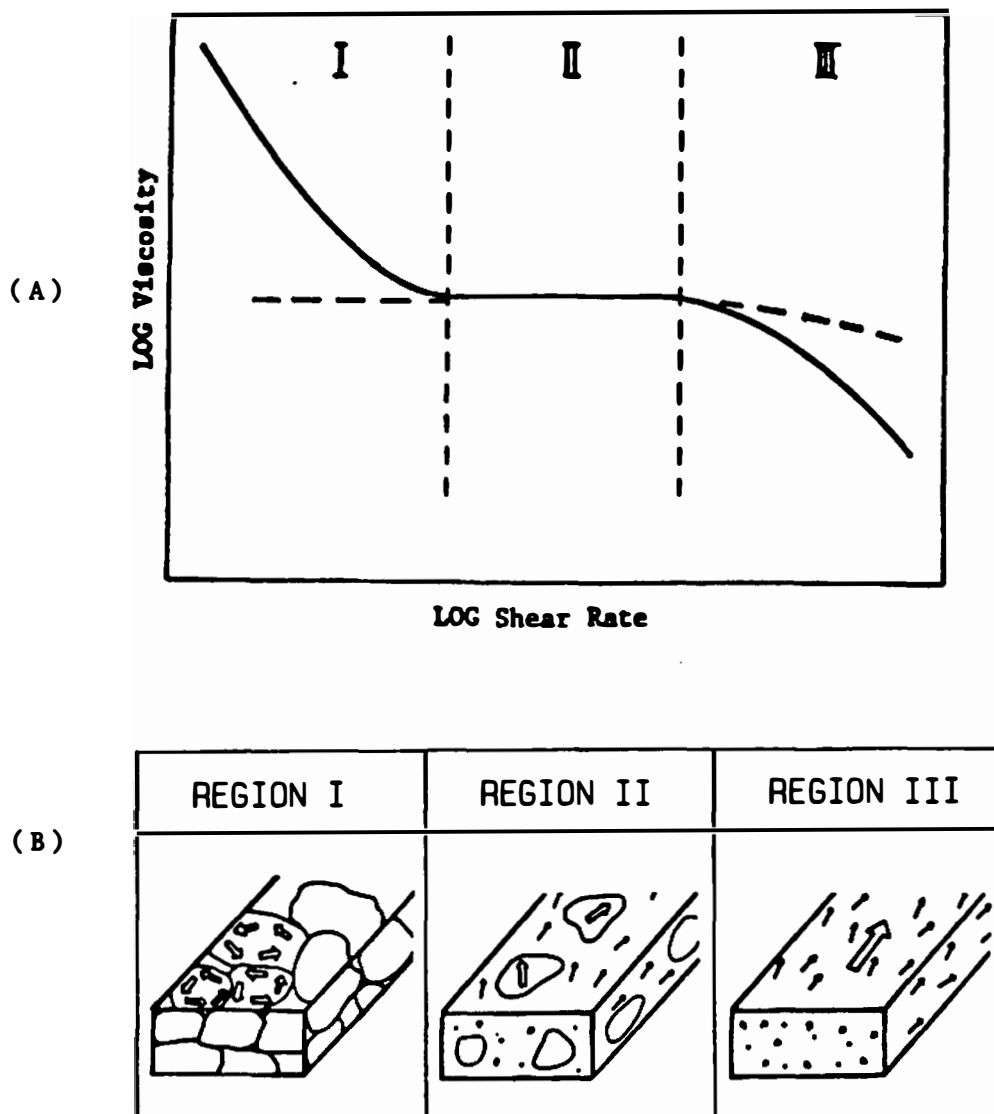 I II III
(A)
LOG Viscosity
LOG Shear Rate
REGION I REGION II REGION III
(B)